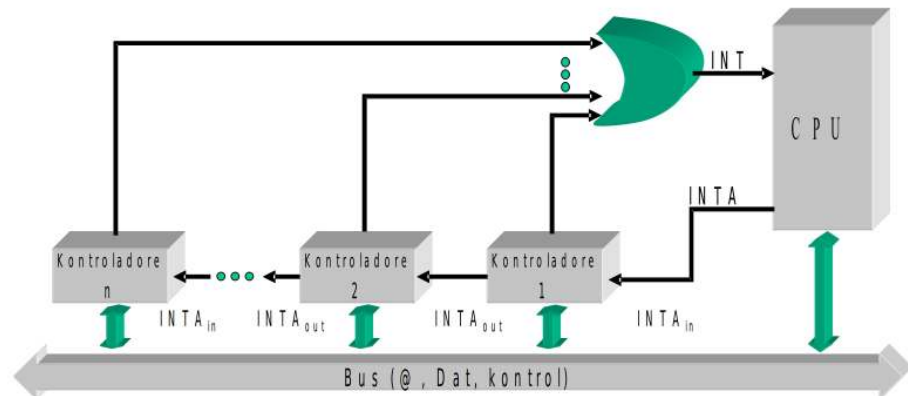 INT
CPU
INTA
Kontroladore
n
Kontroladore
2
Kontroladore
1
INTAin
INTAout
INTAout
INTAin
Bus (@, Dat, kontrol)